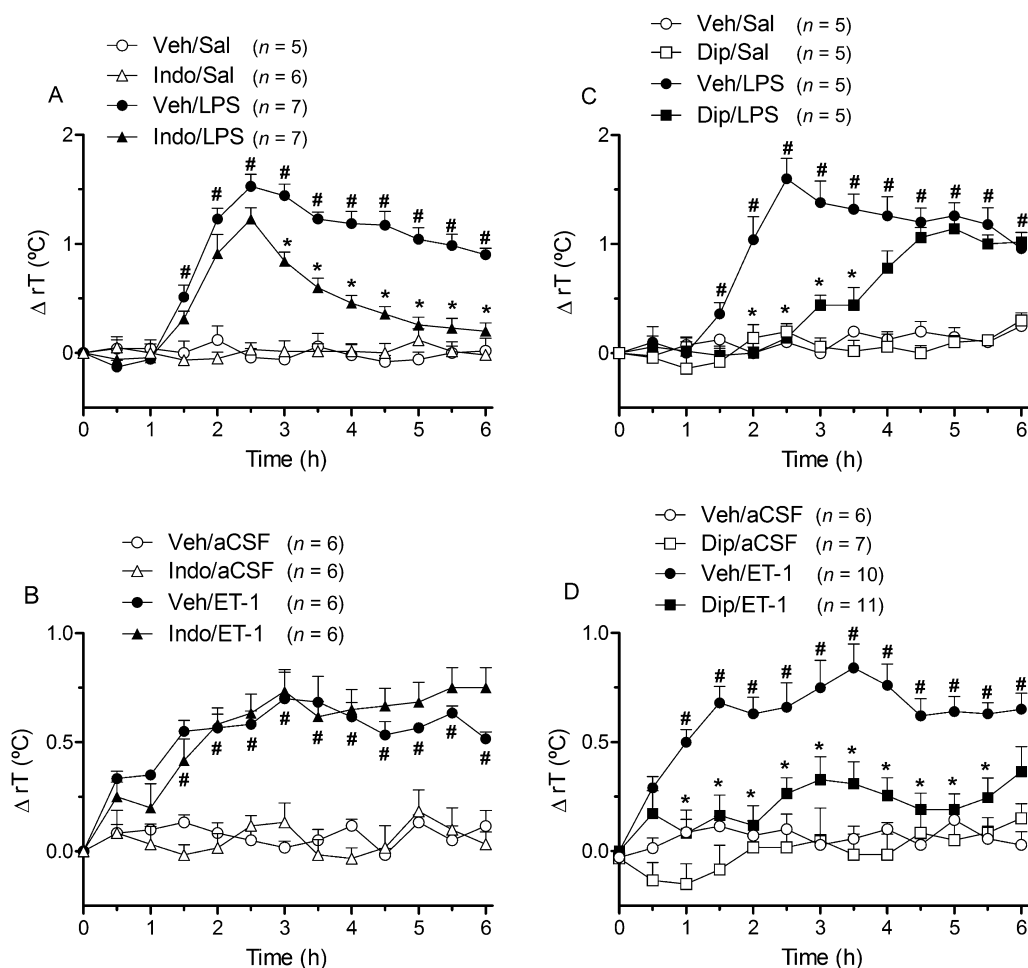 A
Veh/Sal (n = 5)
Indo/Sal (n = 6)
Veh/LPS (n = 7)
Indo/LPS (n = 7)
2
1
0
Δ rT (ºC)
# # # # # # # # # #
* * * * * * *
0 1 2 3 4 5 6
Time (h)
C
Veh/Sal (n = 5)
Dip/Sal (n = 5)
Veh/LPS (n = 5)
Dip/LPS (n = 5)
2
1
0
Δ rT (ºC)
# # # # # # # # # #
* * * *
0 1 2 3 4 5 6
Time (h)
B
Veh/aCSF (n = 6)
Indo/aCSF (n = 6)
Veh/ET-1 (n = 6)
Indo/ET-1 (n = 6)
1.0
0.5
0.0
Δ rT (ºC)
# # # # # # # # # #
0 1 2 3 4 5 6
Time (h)
D
Veh/aCSF (n = 6)
Dip/aCSF (n = 7)
Veh/ET-1 (n = 10)
Dip/ET-1 (n = 11)
1.0
0.5
0.0
Δ rT (ºC)
# # # # # # # # # # #
* * * * * * * * * *
0 1 2 3 4 5 6
Time (h)